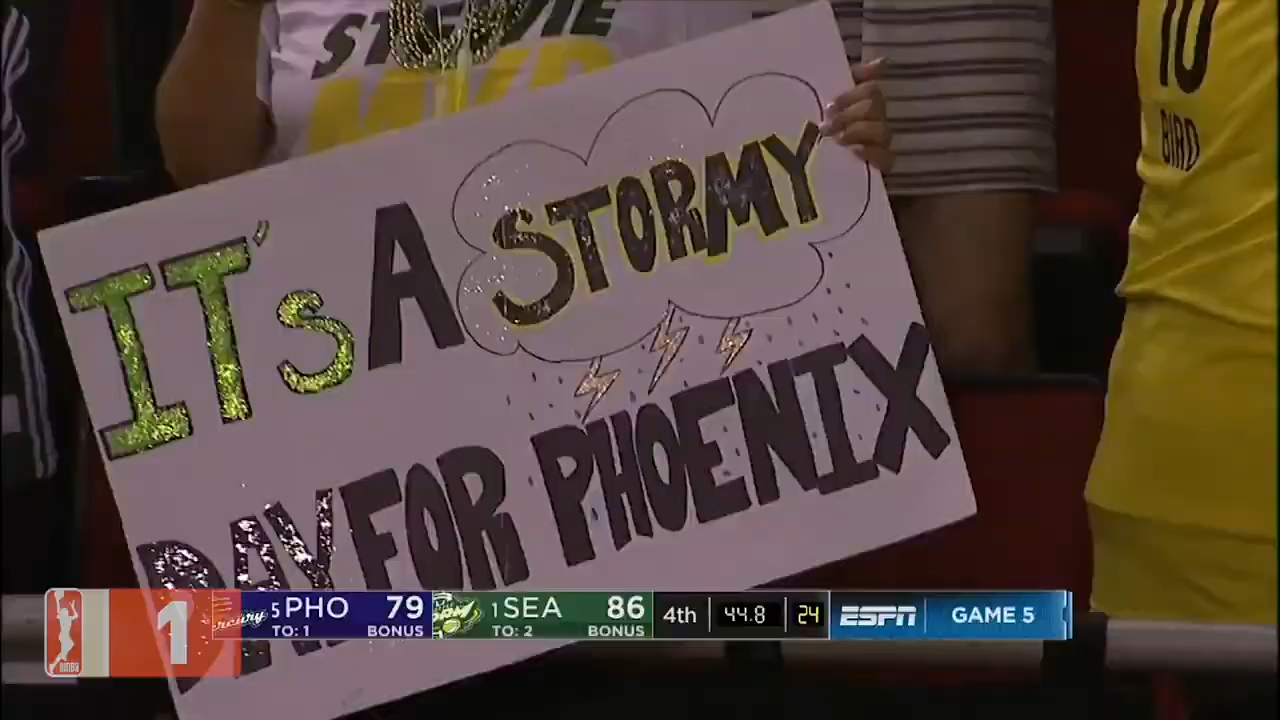 STEVIE
10
BIRD
IT'S A STORMY
DAY FOR PHOENIX
1
5 PHO 79
TO: 1 BONUS
1 SEA 86
TO: 2 BONUS
4th 44.8 24
ESPN GAME 5